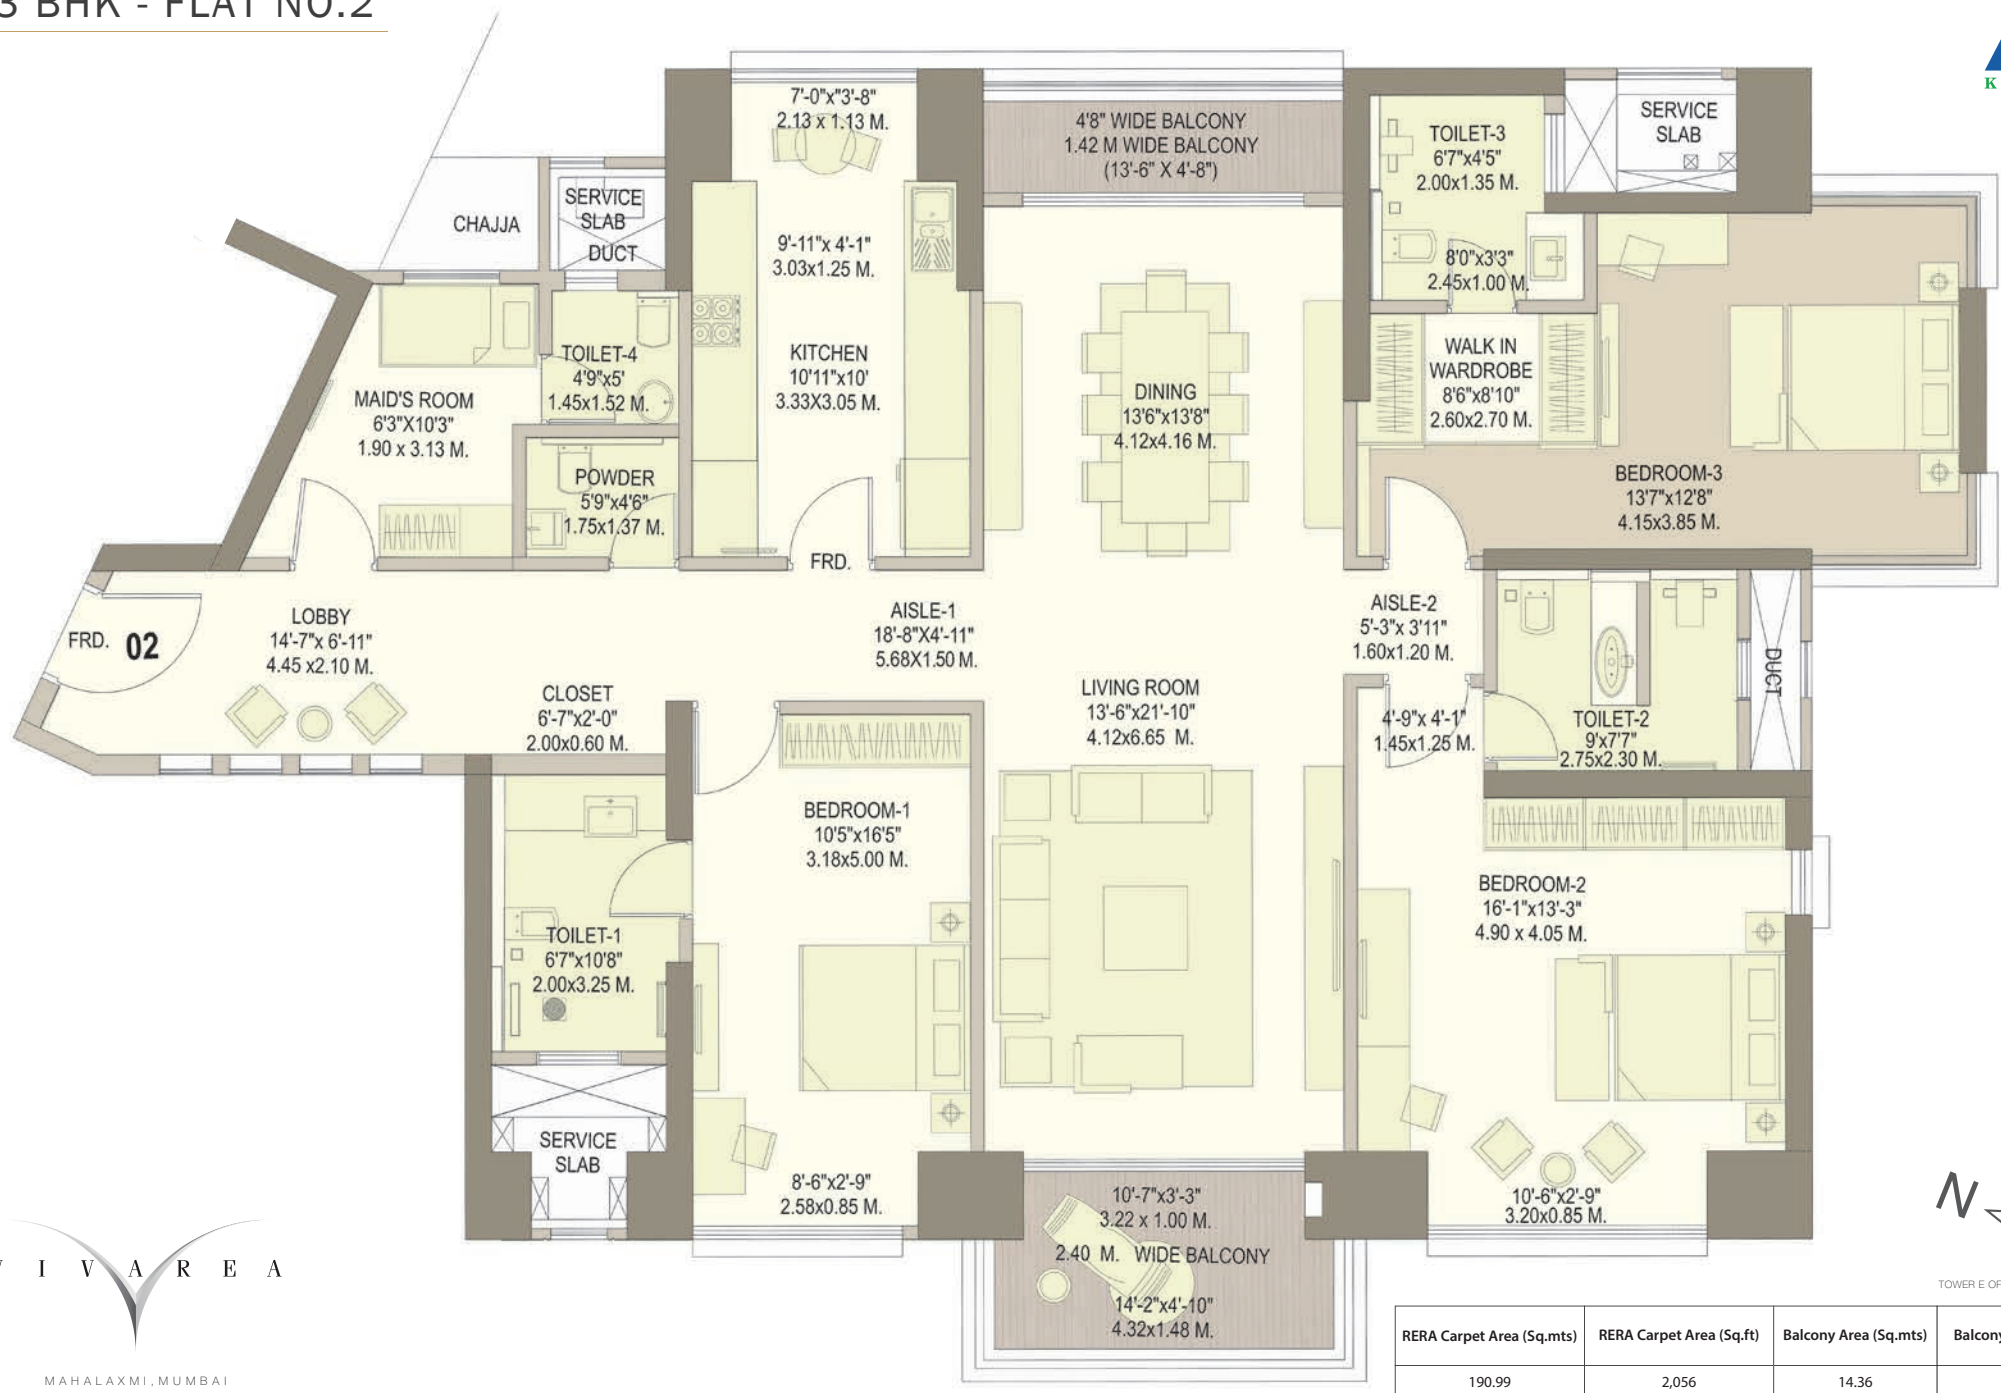 3 BHK - FLAT NO.2
K
7'-0"x"3'-8"
2.13 x 1.13 M.
4'8" WIDE BALCONY
1.42 M WIDE BALCONY
(13'-6" X 4'-8")
TOILET-3
6'7"x4'5"
2.00x1.35 M.
SERVICE
SLAB
CHAJJA
SERVICE
SLAB
DUCT
9'-11"x 4'-1"
3.03x1.25 M.
8'0"x3'3"
2.45x1.00 M.
TOILET-4
4'9"x5'
1.45x1.52 M.
KITCHEN
10'11"x10'
3.33X3.05 M.
DINING
13'6"x13'8"
4.12x4.16 M.
WALK IN
WARDROBE
8'6"x8'10"
2.60x2.70 M.
MAID'S ROOM
6'3"X10'3"
1.90 x 3.13 M.
POWDER
5'9"x4'6"
1.75x1.37 M.
BEDROOM-3
13'7"x12'8"
4.15x3.85 M.
FRD.
LOBBY
14'-7"x 6'-11"
4.45 x2.10 M.
FRD. 02
AISLE-1
18'-8"X4'-11"
5.68X1.50 M.
AISLE-2
5'-3"x 3'11"
1.60x1.20 M.
DUCT
CLOSET
6'-7"x2'-0"
2.00x0.60 M.
LIVING ROOM
13'-6"x21'-10"
4.12x6.65 M.
4'-9"x 4'-1"
1.45x1.25 M.
TOILET-2
9'x7'7"
2.75x2.30 M.
BEDROOM-1
10'5"x16'5"
3.18x5.00 M.
BEDROOM-2
16'-1"x13'-3"
4.90 x 4.05 M.
TOILET-1
6'7"x10'8"
2.00x3.25 M.
SERVICE
SLAB
8'-6"x2'-9"
2.58x0.85 M.
10'-7"x3'-3"
3.22 x 1.00 M.
2.40 M. WIDE BALCONY
14'-2"x4'-10"
4.32x1.48 M.
10'-6"x2'-9"
3.20x0.85 M.
N
VIVAREA
MAHALAXMI, MUMBAI
TOWER E OF
RERA Carpet Area (Sq.mts) RERA Carpet Area (Sq.ft) Balcony Area (Sq.mts) Balcony
190.99 2,056 14.36